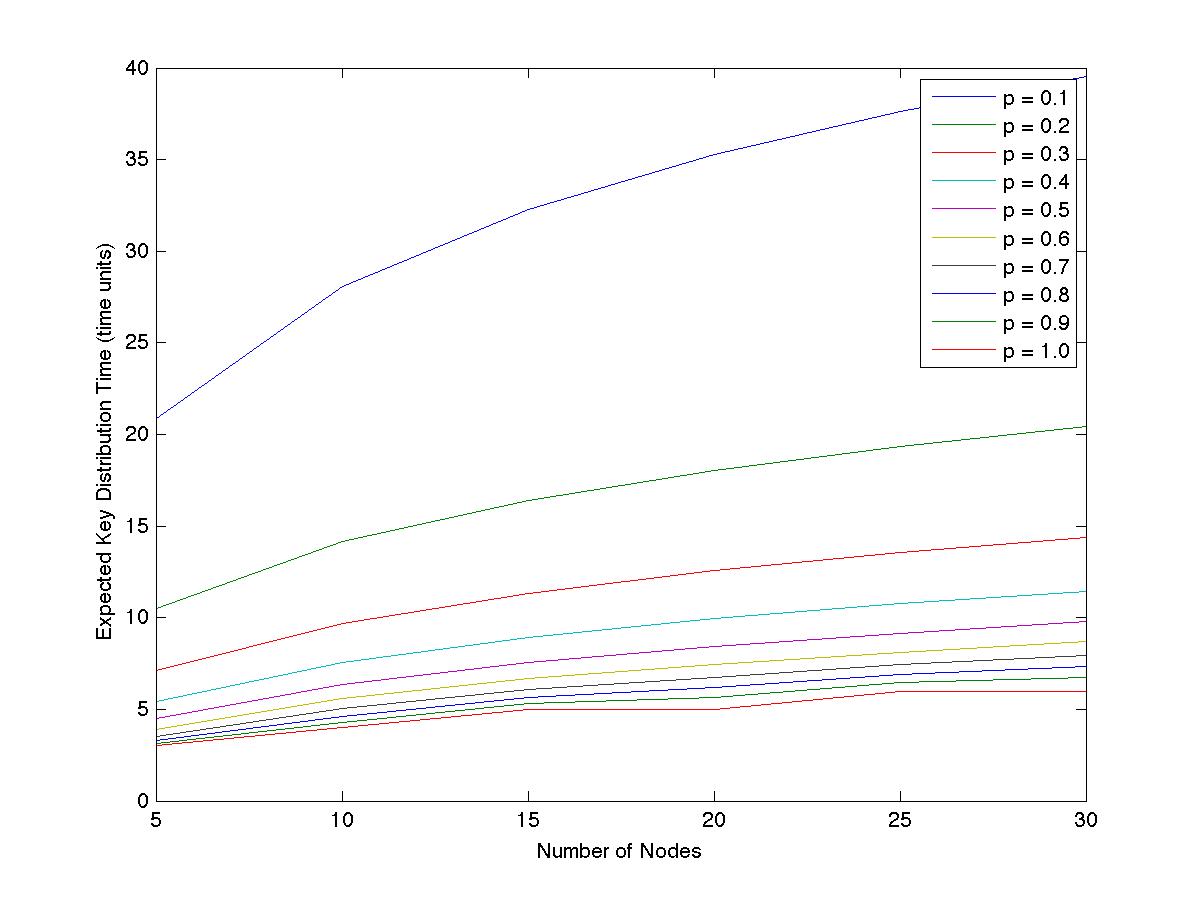 40
35
30
25
20
15
10
5
0
Expected Key Distribution Time (time units)
p = 0.1
p = 0.2
p = 0.3
p = 0.4
p = 0.5
p = 0.6
p = 0.7
p = 0.8
p = 0.9
p = 1.0
5 10 15 20 25 30
Number of Nodes